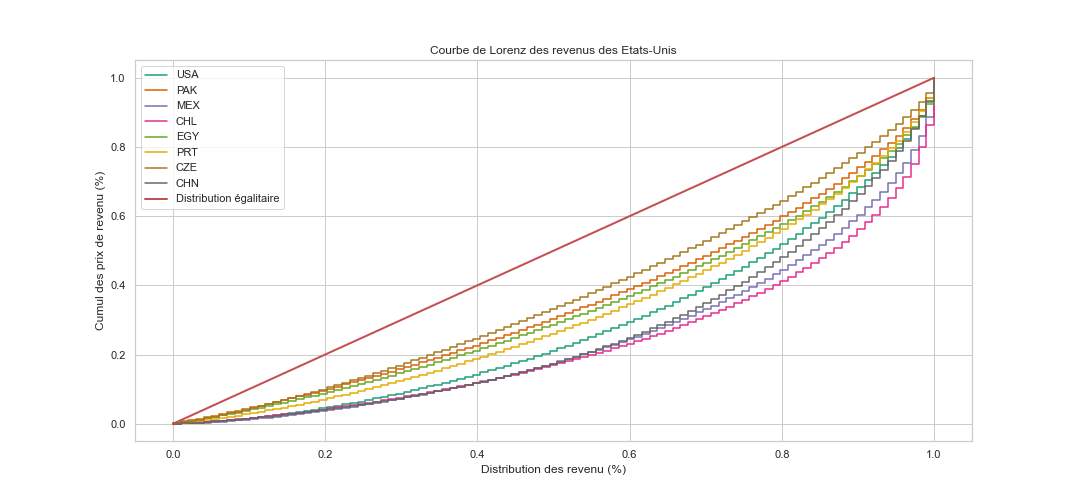 Courbe de Lorenz des revenus des Etats-Unis
USA
PAK
MEX
CHL
EGY
PRT
CZE
CHN
Distribution égalitaire
Cumul des prix de revenu (%)
1.0
0.8
0.6
0.4
0.2
0.0
0.0 0.2 0.4 0.6 0.8 1.0
Distribution des revenu (%)